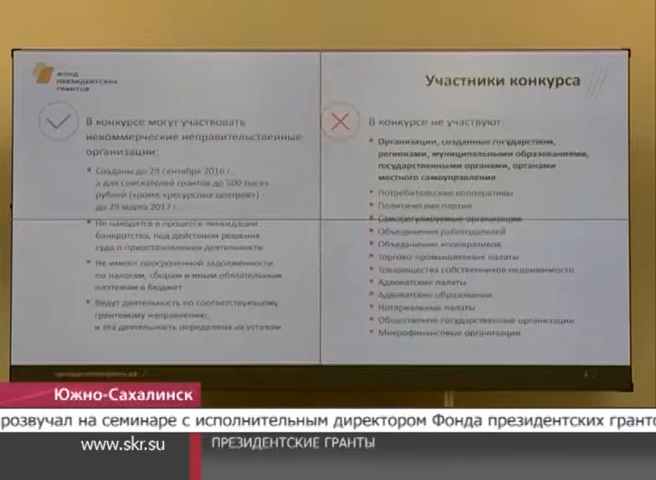 ФОНД
ПРЕЗИДЕНТСКИХ
ГРАНТОВ
Участники конкурса
В конкурсе могут участвовать
некоммерческие неправительственные
организации:
Созданы до 29 сентября 2016 г.,
а для соискателей грантов до 500 тысяч
рублей (кроме «ресурсных центров») –
до 29 марта 2017 г.
Не находятся в процессе ликвидации,
банкротства, под действием решения
суда о приостановлении деятельности
Не имеют просроченной задолженности
по налогам, сборам и иным обязательным
платежам в бюджет
Ведут деятельность по соответствующему
грантовому направлению,
и эта деятельность определена их уставом
В конкурсе не участвуют:
Организации, созданные государством,
регионами, муниципальными образованиями,
государственными органами, органами
местного самоуправления
Потребительские кооперативы
Политические партии
Саморегулируемые организации
Объединения работодателей
Объединения кооперативов
Торгово-промышленные палаты
Товарищества собственников недвижимости
Адвокатские палаты
Адвокатские образования
Нотариальные палаты
Общественно-государственные организации
Микрофинансовые организации
Южно-Сахалинск
розвучал на семинаре с исполнительным директором Фонда президентских гранто
www.skr.su
ПРЕЗИДЕНТСКИЕ ГРАНТЫ